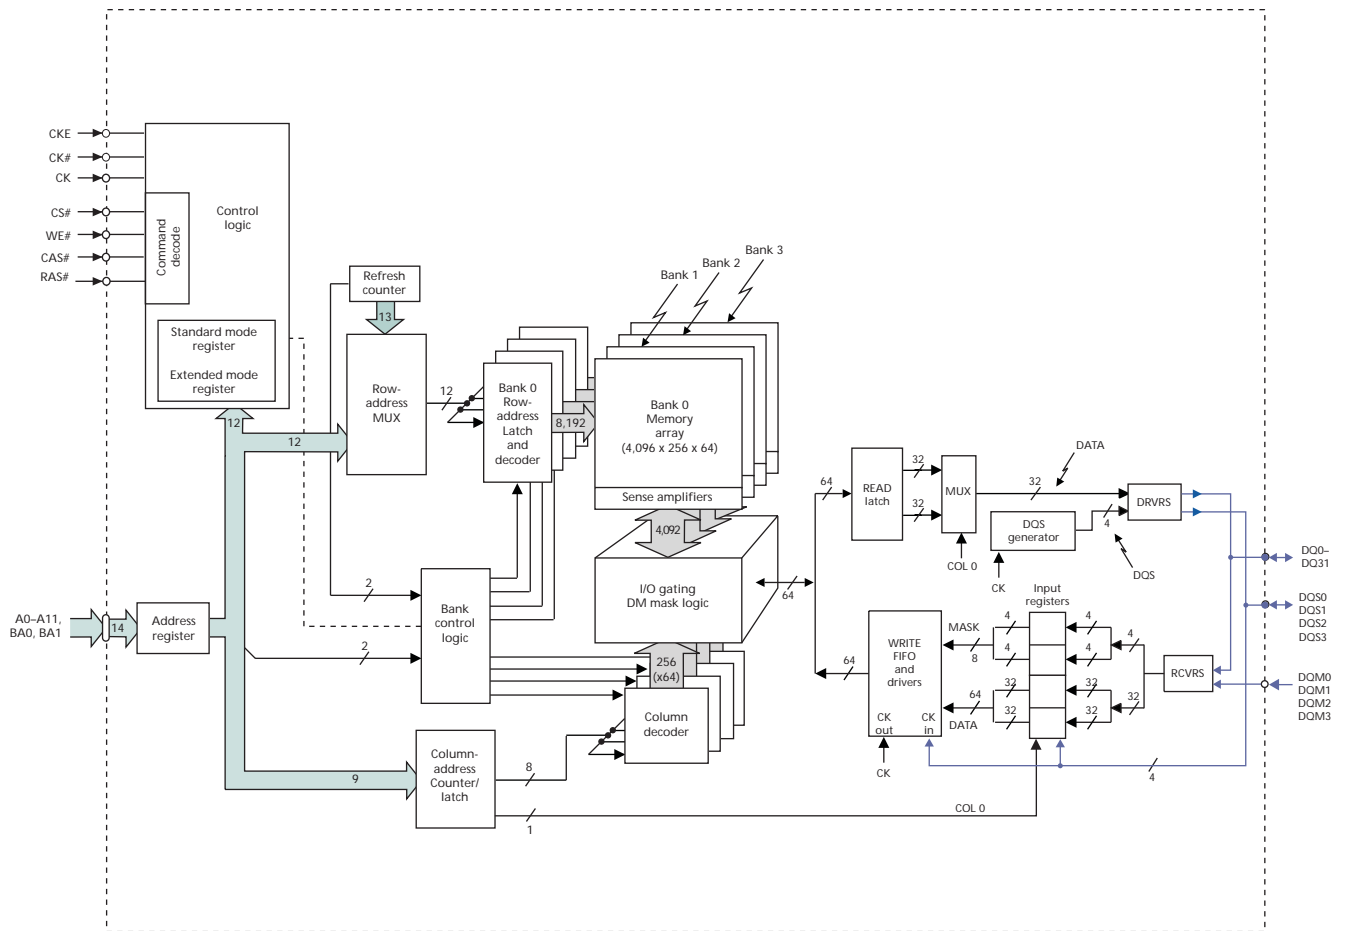 CKE
CK#
CK
CS#
WE#
CAS#
RAS#
Command
decode
Control
logic
Standard mode
register
Extended mode
register
Refresh
counter
13
Row-
address
MUX
12
12
12
Bank 0
Row-
address
Latch
and
decoder
8,192
Bank 1
Bank 2
Bank 3
Bank 0
Memory
array
(4,096 x 256 x 64)
Sense amplifiers
4,092
I/O gating
DM mask logic
256
(x64)
Column
decoder
A0–A11,
BA0, BA1
14
Address
register
2
2
Bank
control
logic
9
Column-
address
Counter/
latch
8
1
COL 0
64
64
64
READ
latch
32
32
MUX
COL 0
32
DATA
DQS
generator
CK
4
DQS
DRVRS
DQ0–
DQ31
DQS0
DQS1
DQS2
DQS3
DQM0
DQM1
DQM2
DQM3
Input
registers
WRITE
FIFO
and
drivers
CK
out
CK
in
CK
MASK
8
64
DATA
4
4
32
32
4
4
32
32
4
32
RCVRS
4